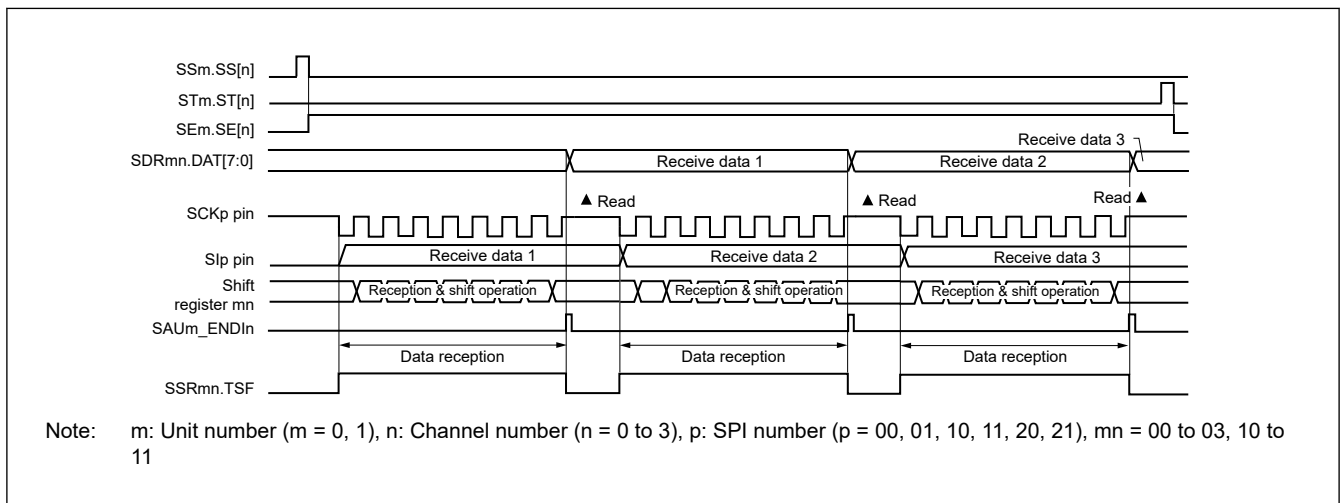 SSm.SS[n]
STm.ST[n]
SEm.SE[n]
Receive data 3
SDRmn.DAT[7:0]
Receive data 1
Receive data 2
▲ Read
▲ Read
Read ▲
SCKp pin
SIp pin
Receive data 1
Receive data 2
Receive data 3
Shift
register mn
Reception & shift operation
Reception & shift operation
Reception & shift operation
SAUm_ENDIn
Data reception
Data reception
Data reception
SSRmn.TSF
Note: m: Unit number (m = 0, 1), n: Channel number (n = 0 to 3), p: SPI number (p = 00, 01, 10, 11, 20, 21), mn = 00 to 03, 10 to
11